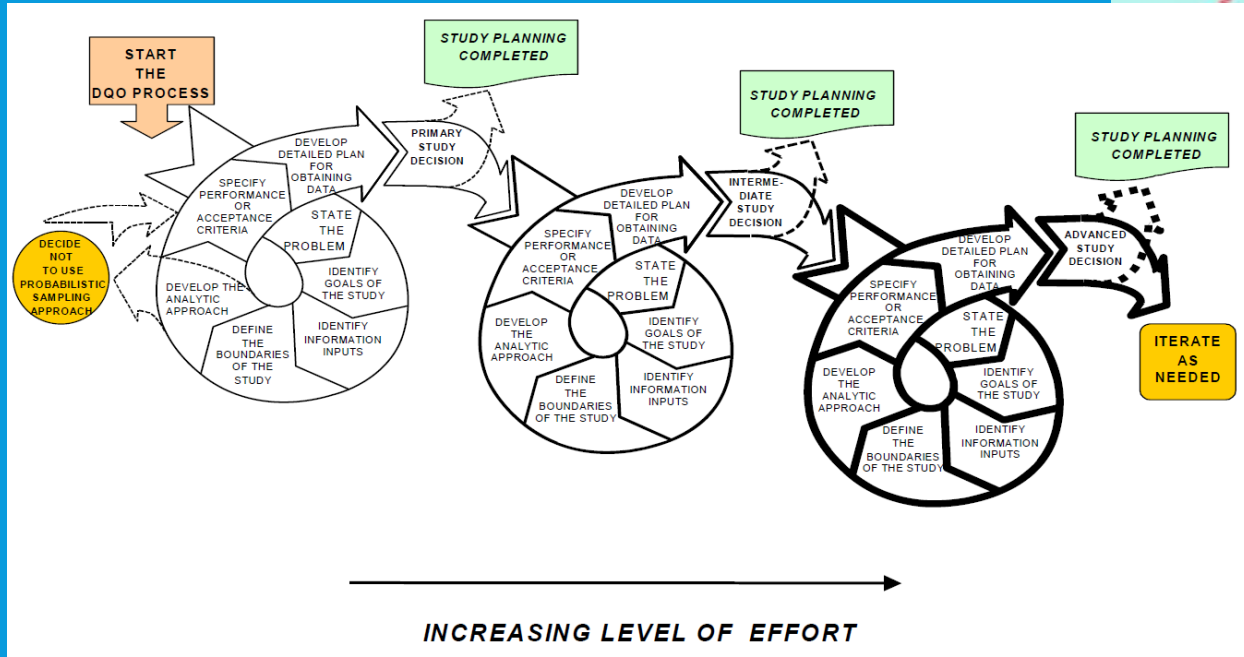 START
THE
DQO PROCESS
STUDY PLANNING
COMPLETED
DECIDE
NOT
TO USE
PROBABILISTIC
SAMPLING
APPROACH
STATE
THE
PROBLEM
IDENTIFY
GOALS OF
THE STUDY
IDENTIFY
INFORMATION
INPUTS
DEFINE
THE
BOUNDARIES
OF THE
STUDY
DEVELOP THE
ANALYTIC
APPROACH
SPECIFY
PERFORMANCE
OR
ACCEPTANCE
CRITERIA
DEVELOP
DETAILED PLAN
FOR
OBTAINING
DATA
PRIMARY
STUDY
DECISION
STUDY PLANNING
COMPLETED
STATE
THE
PROBLEM
IDENTIFY
GOALS OF
THE STUDY
IDENTIFY
INFORMATION
INPUTS
DEFINE
THE
BOUNDARIES
OF THE STUDY
DEVELOP
THE
ANALYTIC
APPROACH
SPECIFY
PERFORMANCE
OR
ACCEPTANCE
CRITERIA
DEVELOP
DETAILED PLAN
FOR
OBTAINING
DATA
INTERME-
DIATE STUDY
DECISION
STUDY PLANNING
COMPLETED
STATE
THE
PROBLEM
IDENTIFY
GOALS OF
THE STUDY
IDENTIFY
INFORMATION
INPUTS
DEFINE
THE
BOUNDARIES
OF THE STUDY
DEVELOP
THE
ANALYTIC
APPROACH
SPECIFY
PERFORMANCE
OR
ACCEPTANCE
CRITERIA
DEVELOP
DETAILED PLAN
FOR
OBTAINING
DATA
ADVANCED
STUDY
DECISION
ITERATE
AS
NEEDED
INCREASING LEVEL OF EFFORT